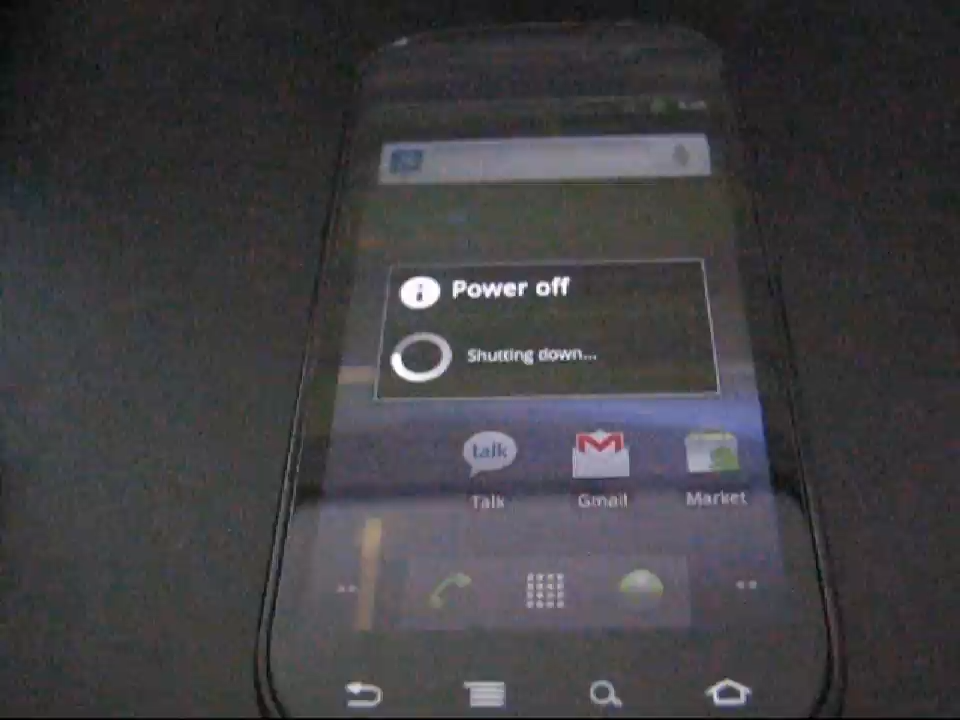 Power off
Shutting down...
talk
Talk
Gmail
Market